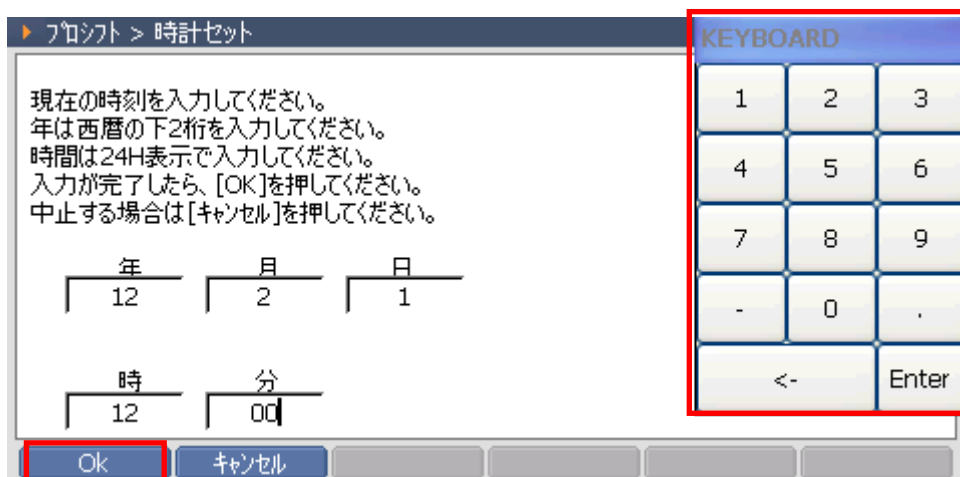 プロシフト > 時計セット
現在の時刻を入力してください。
年は西暦の下2桁を入力してください。
時間は24H表示で入力してください。
入力が完了したら、[OK]を押してください。
中止する場合は[キャンセル]を押してください。
年 月 日
12 2 1
時 分
12 00
Ok キャンセル
KEYBOARD
1 2 3
4 5 6
7 8 9
- 0 .
<- Enter